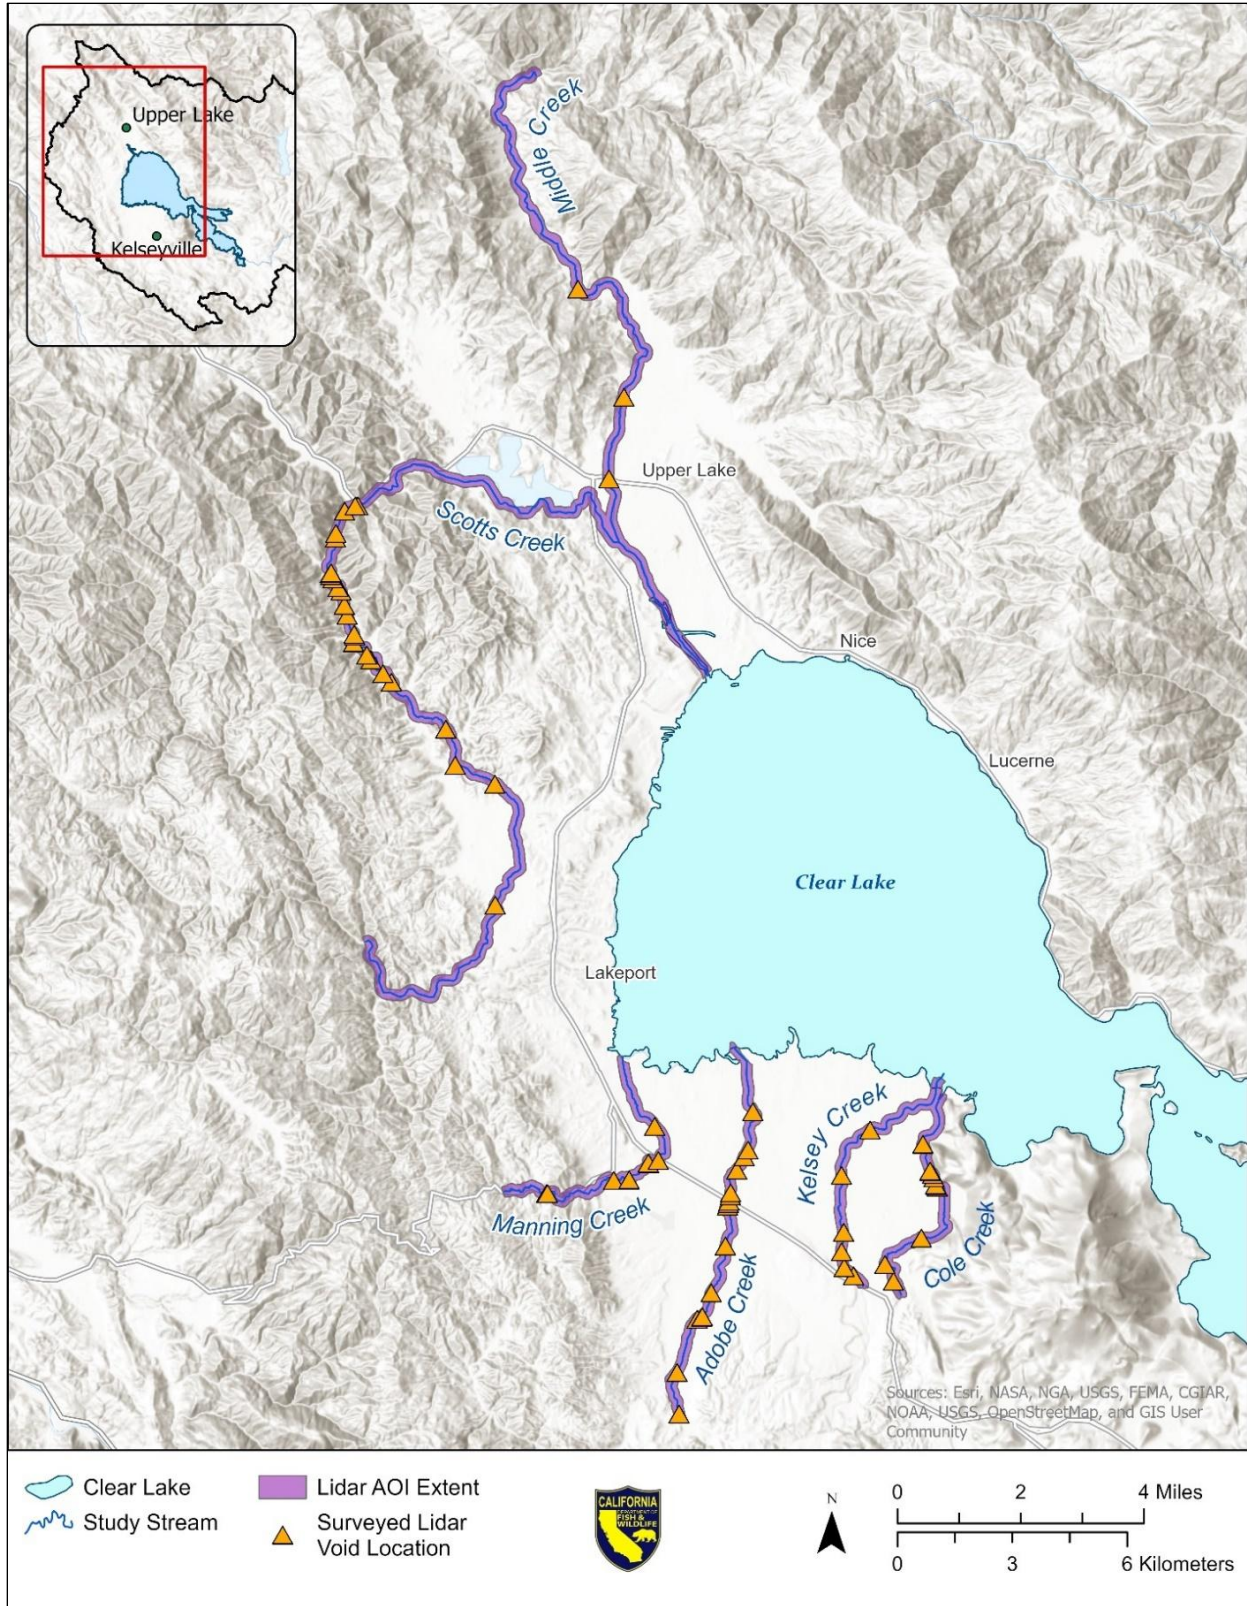 Upper Lake
Kelseyville
Middle Creek
Upper Lake
Scotts Creek
Nice
Lucerne
Clear Lake
Lakeport
Kelsey Creek
Manning Creek
Cole Creek
Adobe Creek
Sources: Esri, NASA, NGA, USGS, FEMA, CGIAR,
NOAA, USGS, OpenStreetMap, and GIS User
Community
Clear Lake
Study Stream
Lidar AOI Extent
Surveyed Lidar
Void Location
CALIFORNIA
DEPARTMENT OF
FISH &
WILDLIFE
N
0 2 4 Miles
0 3 6 Kilometers